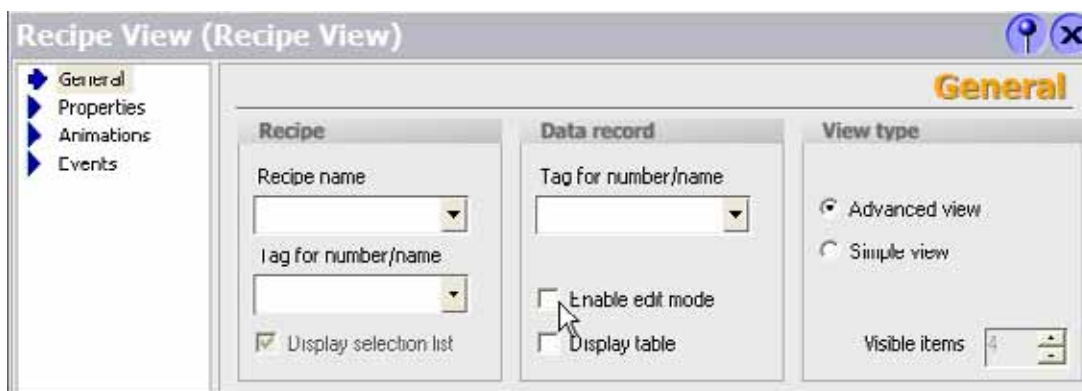 Recipe View (Recipe View)
General
Properties
Animations
Events
General
Recipe
Recipe name
Tag for number/name
Display selection list
Data record
Tag for number/name
Enable edit mode
Display table
View type
Advanced view
Simple view
Visible items 4